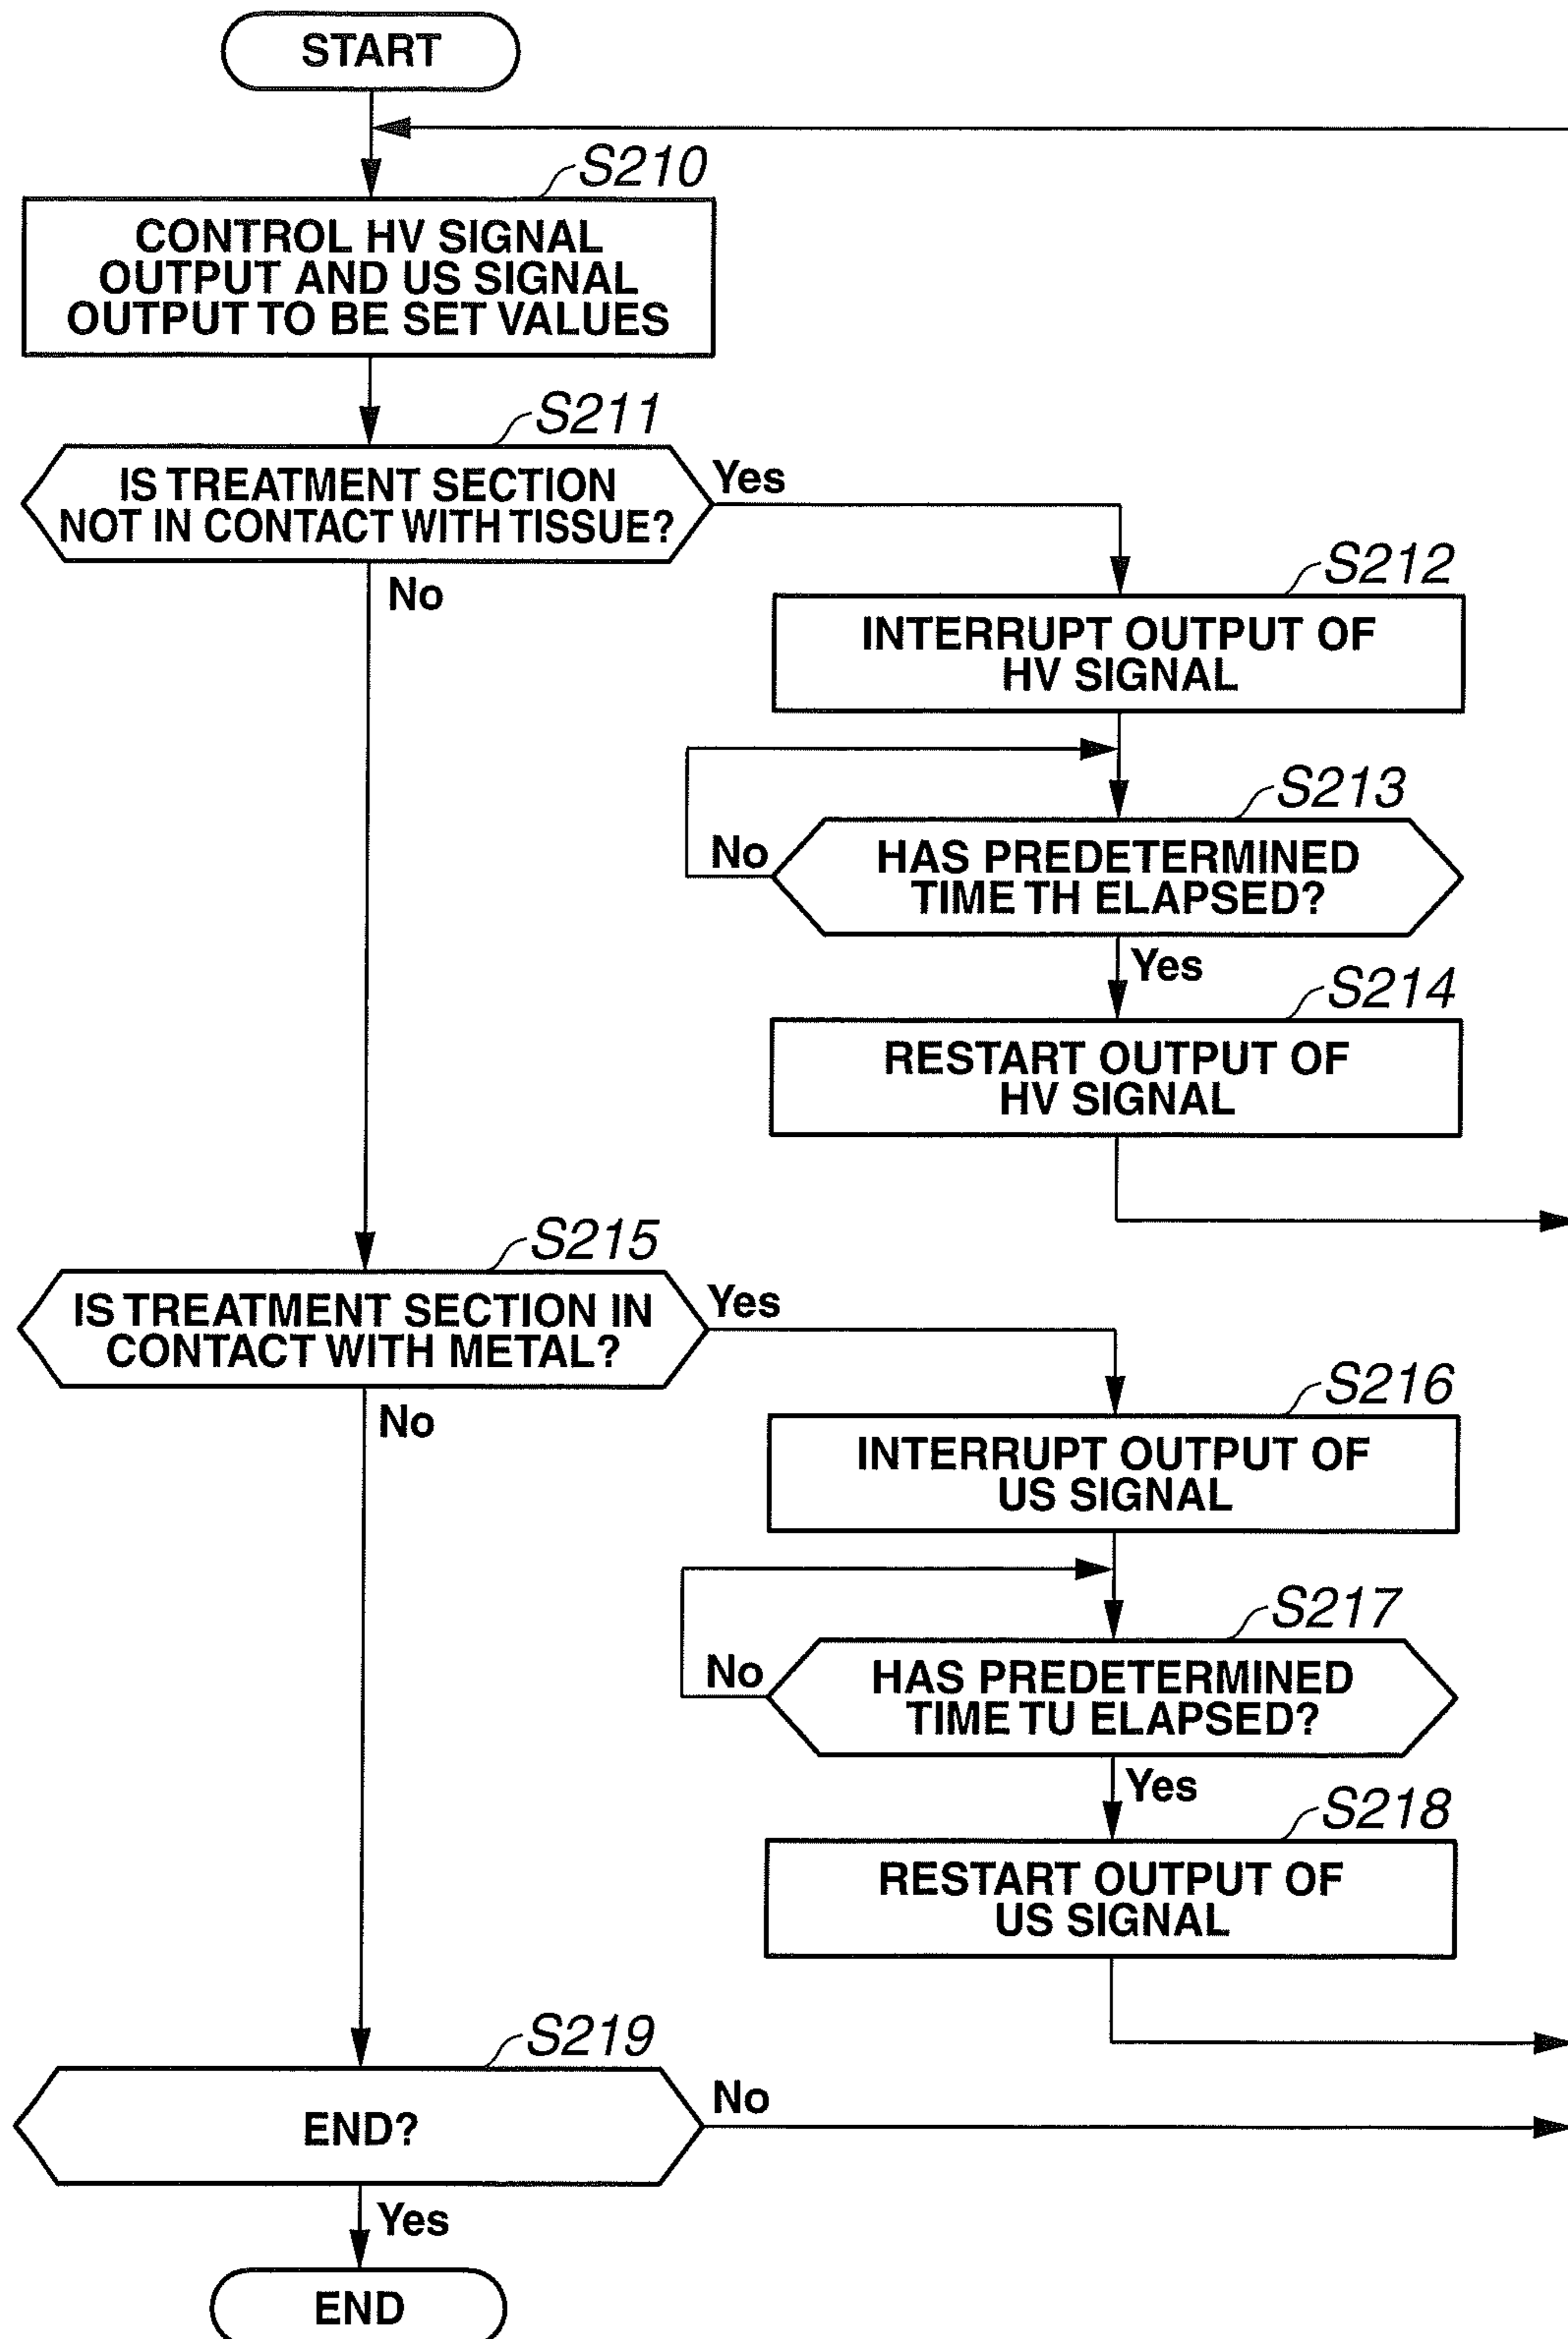 START
S210
CONTROL HV SIGNAL
OUTPUT AND US SIGNAL
OUTPUT TO BE SET VALUES
S211
IS TREATMENT SECTION
NOT IN CONTACT WITH TISSUE?
Yes
No
S212
INTERRUPT OUTPUT OF
HV SIGNAL
S213
No
HAS PREDETERMINED
TIME TH ELAPSED?
Yes
S214
RESTART OUTPUT OF
HV SIGNAL
S215
IS TREATMENT SECTION IN
CONTACT WITH METAL?
Yes
No
S216
INTERRUPT OUTPUT OF
US SIGNAL
S217
No
HAS PREDETERMINED
TIME TU ELAPSED?
Yes
S218
RESTART OUTPUT OF
US SIGNAL
S219
END?
No
Yes
END